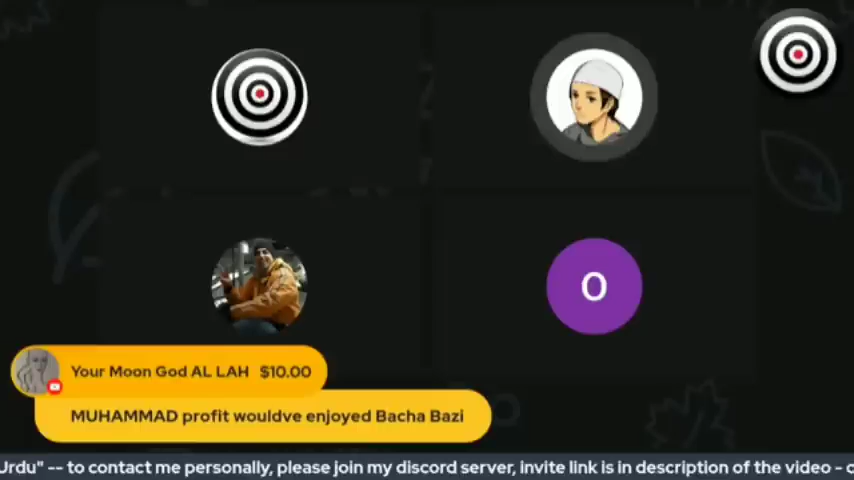 O
Your Moon God AL LAH $10.00
MUHAMMAD profit wouldve enjoyed Bacha Bazi
Urdu" -- to contact me personally, please join my discord server, invite link is in description of the video -